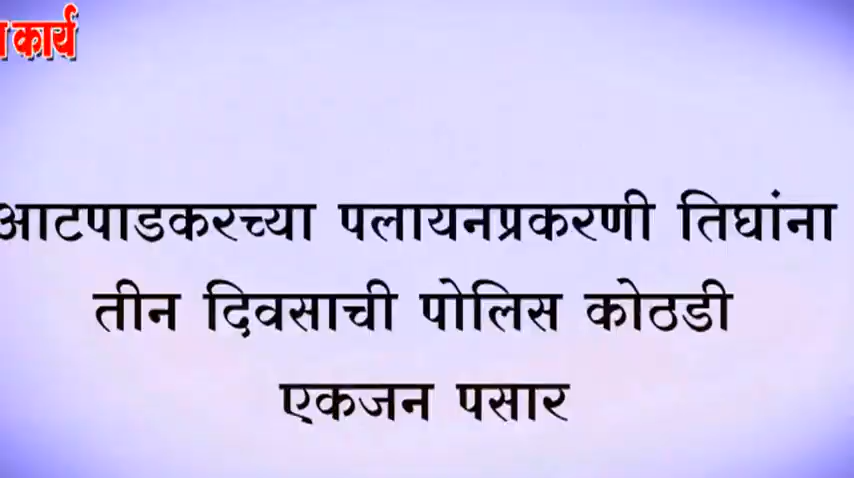 कार्य
आटपाडकरच्या पलायनप्रकरणी तिघांना
तीन दिवसाची पोलिस कोठडी
एकजन पसार